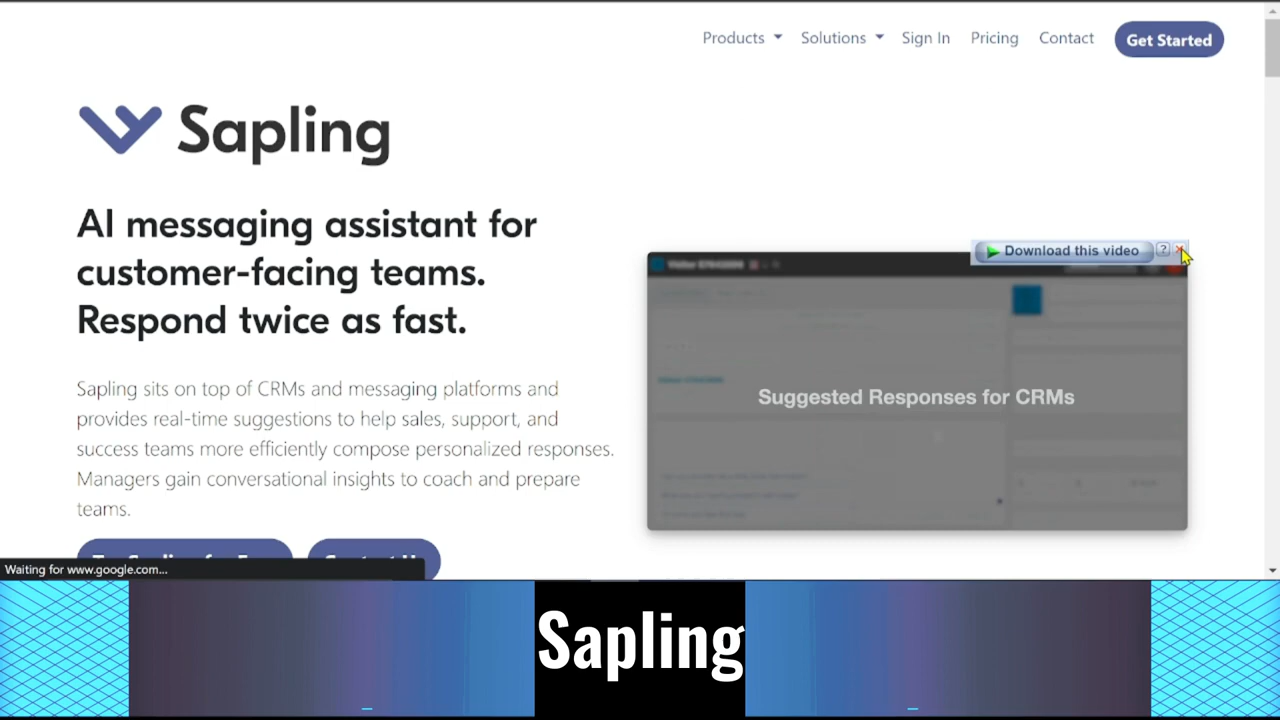 Products
Solutions
Sign In
Pricing
Contact
Get Started
Sapling
AI messaging assistant for
customer-facing teams.
Respond twice as fast.
Download this video
?
Suggested Responses for CRMs
Sapling sits on top of CRMs and messaging platforms and
provides real-time suggestions to help sales, support, and
success teams more efficiently compose personalized responses.
Managers gain conversational insights to coach and prepare
teams.
Waiting for www.google.com...
Sapling